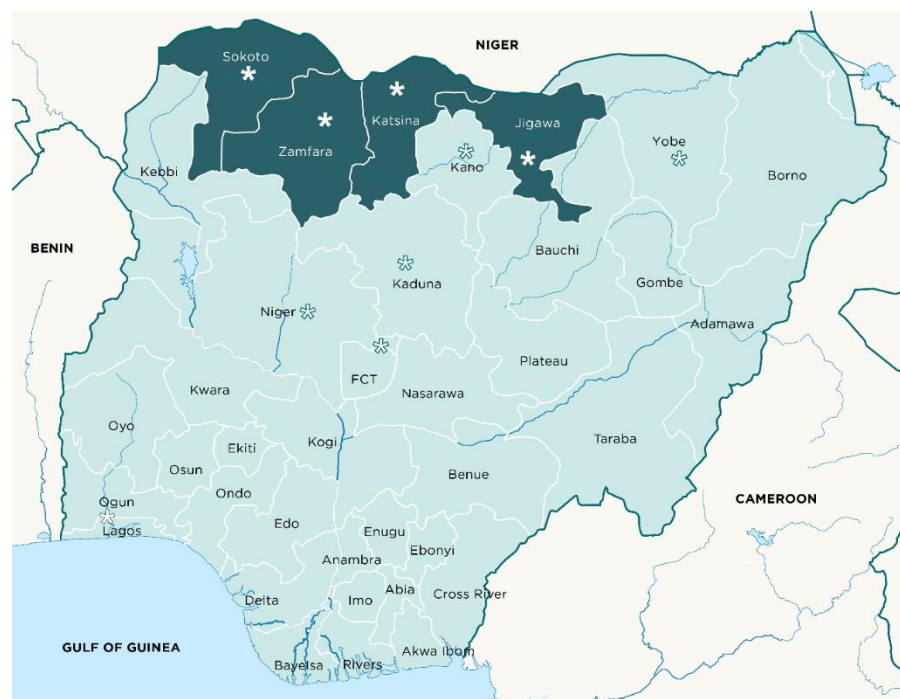 NIGER
Sokoto
Katsina
Jigawa
Zamfara
Kano
Yobe
Kebbi
Borno
BENIN
Bauchi
Kaduna
Gombe
Niger
Adamawa
Plateau
FCT
Nasarawa
Kwara
Oyo
Kogi
Taraba
Ekiti
Osun
Benue
Ondo
CAMEROON
Ogun
Lagos
Edo
Enugu
Ebonyi
Anambra
Delta
Imo
Abia
Cross River
GULF OF GUINEA
Akwa Ibom
Bayelsa
Rivers